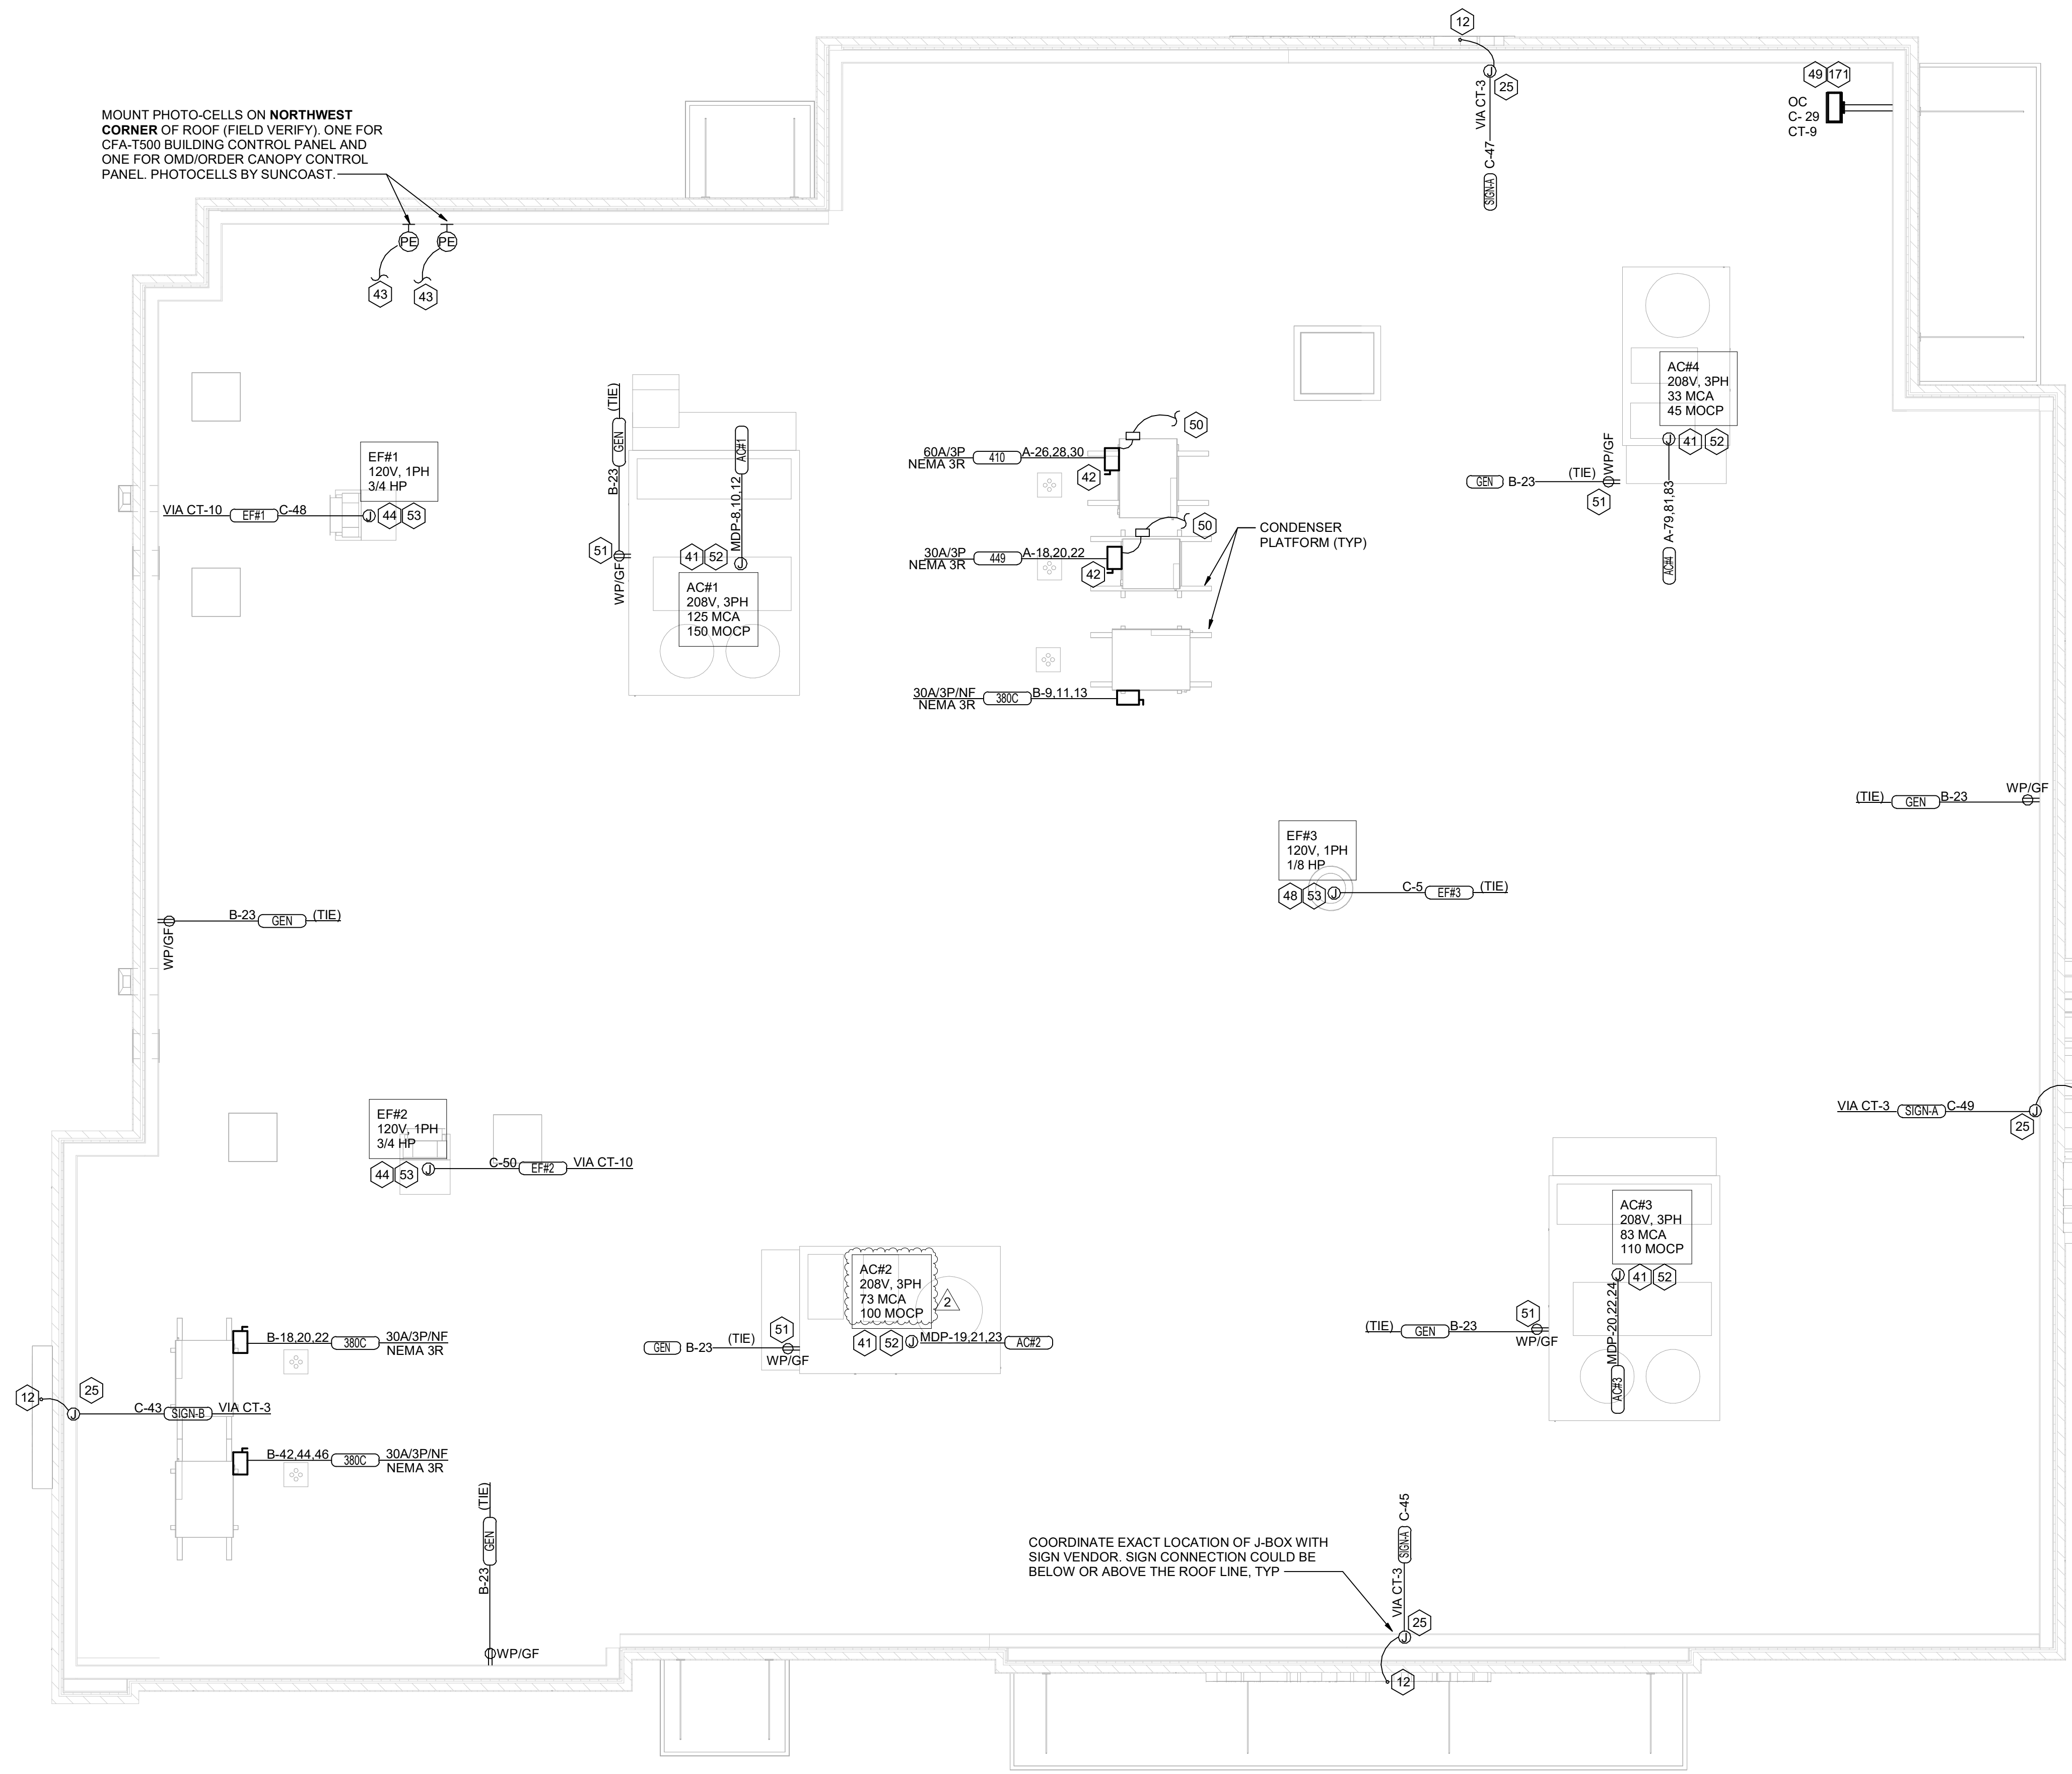 12
25
VIA CT-3
C-47
SIGN-A
49
171
OC
C- 29
CT-9
MOUNT PHOTO-CELLS ON NORTHWEST
CORNER OF ROOF (FIELD VERIFY). ONE FOR
CFA-T500 BUILDING CONTROL PANEL AND
ONE FOR OMD/ORDER CANOPY CONTROL
PANEL. PHOTOCELLS BY SUNCOAST.
PE
PE
43
43
EF#1
120V, 1PH
3/4 HP
VIA CT-10
EF#1
C-48
J
44
53
(TIE)
GEN
B-23
51
WP/GF
AC#1
MDP-8,10,12
41
52
J
AC#1
208V, 3PH
125 MCA
150 MOCP
60A/3P
NEMA 3R
410
A-26,28,30
42
50
30A/3P
NEMA 3R
449
A-18,20,22
42
50
CONDENSER
PLATFORM (TYP)
30A/3P/NF
NEMA 3R
380C
B-9,11,13
AC#4
208V, 3PH
33 MCA
45 MOCP
J
41
52
GEN
B-23
(TIE)
WP/GF
51
A-79,81,83
AC#4
(TIE)
GEN
B-23
WP/GF
EF#3
120V, 1PH
1/8 HP
48
53
J
C-5
EF#3
(TIE)
B-23
GEN
(TIE)
WP/GF
VIA CT-3
SIGN-A
C-49
J
25
EF#2
120V, 1PH
3/4 HP
44
53
J
C-50
EF#2
VIA CT-10
AC#3
208V, 3PH
83 MCA
110 MOCP
J
41
52
MDP-20,22,24
AC#3
(TIE)
GEN
B-23
51
WP/GF
AC#2
208V, 3PH
73 MCA
100 MOCP
2
GEN
B-23
(TIE)
51
WP/GF
41
52
J
MDP-19,21,23
AC#2
B-18,20,22
380C
30A/3P/NF
NEMA 3R
12
25
J
C-43
SIGN-B
VIA CT-3
B-42,44,46
380C
30A/3P/NF
NEMA 3R
(TIE)
GEN
B-23
WP/GF
COORDINATE EXACT LOCATION OF J-BOX WITH
SIGN VENDOR. SIGN CONNECTION COULD BE
BELOW OR ABOVE THE ROOF LINE, TYP
C-45
SIGN-A
VIA CT-3
25
J
12